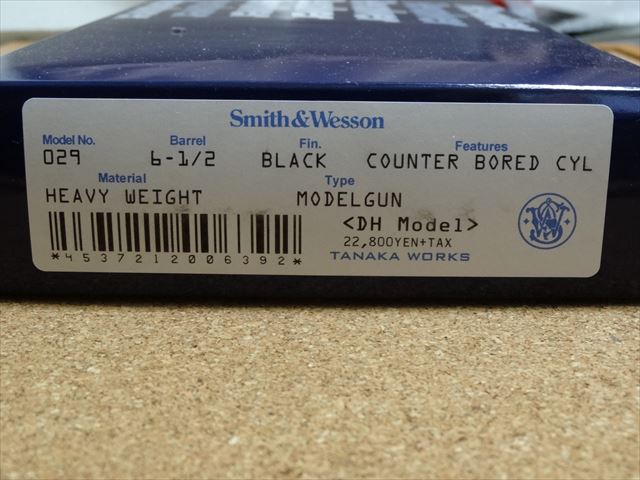 Smith & Wesson
Model No. Barrel Fin. Features
029 6-1/2 BLACK COUNTER BORED CYL
Material Type
HEAVY WEIGHT MODELGUN
<DH Model>
22,800YEN+TAX
*4537212006392* TANAKA WORKS